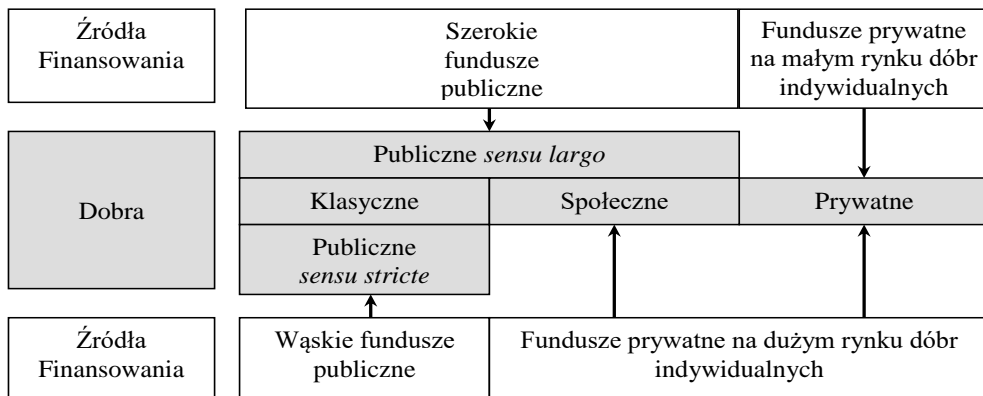 Źródła
Finansowania
Szerokie
fundusze
publiczne
Fundusze prywatne
na małym rynku dóbr
indywidualnych
Dobra
Publiczne sensu largo
Klasyczne
Społeczne
Prywatne
Publiczne
sensu stricte
Źródła
Finansowania
Wąskie fundusze
publiczne
Fundusze prywatne na dużym rynku dóbr
indywidualnych